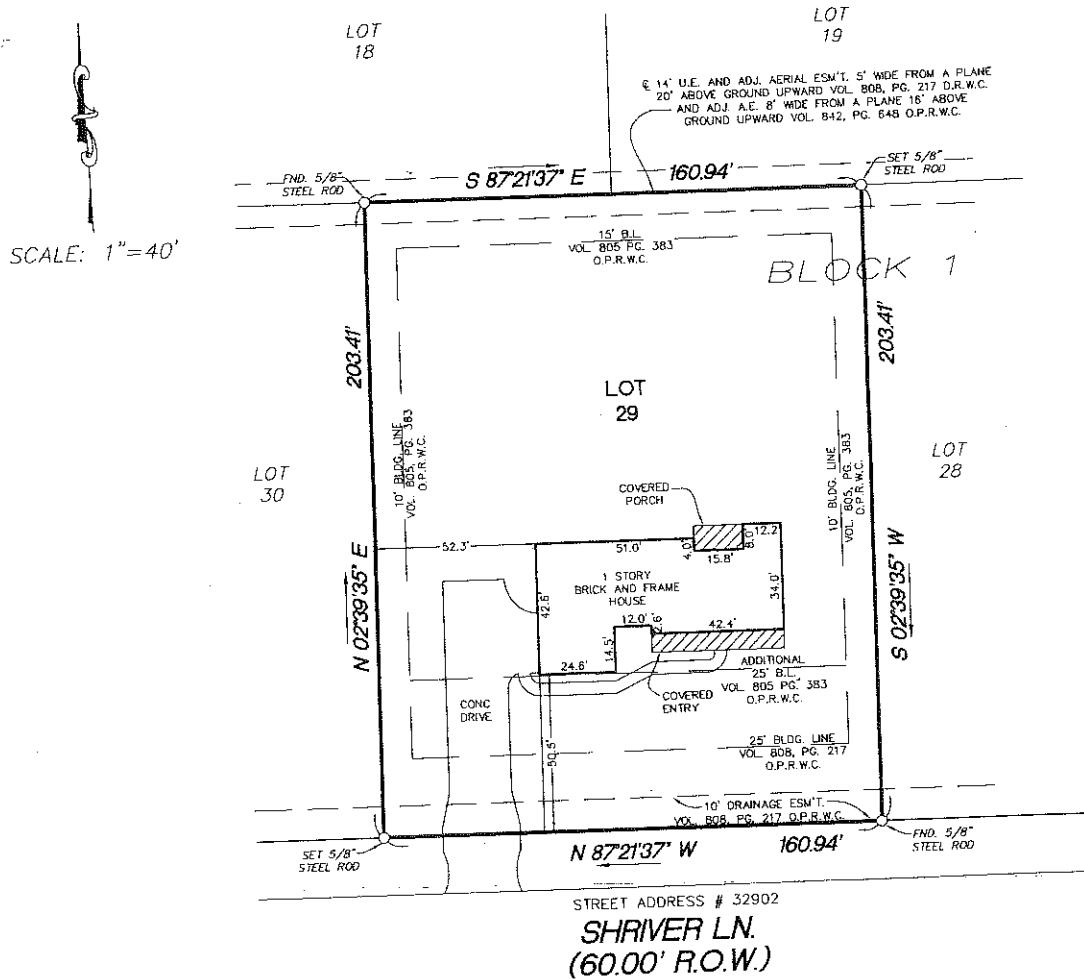 LOT
18
LOT
19
℄ 14' U.E. AND ADJ. AERIAL ESM'T. 5' WIDE FROM A PLANE
20' ABOVE GROUND UPWARD VOL 808, PG. 217 D.R.W.C.
AND ADJ. A.E. 8' WIDE FROM A PLANE 16' ABOVE
GROUND UPWARD VOL. 842, PG. 648 O.P.R.W.C.
FND. 5/8"
STEEL ROD
S 87°21'37" E
160.94'
SET 5/8"
STEEL ROD
SCALE: 1"=40'
15' B.L.
VOL 805 PG. 383
O.P.R.W.C.
BLOCK 1
203.41'
203.41'
LOT
29
LOT
30
10' BLDG. LINE
VOL. 805, PG. 383
O.P.R.W.C.
10' BLDG. LINE
VOL. 805, PG. 383
O.P.R.W.C.
LOT
28
COVERED
PORCH
52.3'
51.0'
4.0'
15.8'
8.0'
12.2'
N 02°39'35" E
42.6'
1 STORY
BRICK AND FRAME
HOUSE
34.0'
S 02°39'35" W
12.0'
2.6'
42.4'
14.5'
24.6'
ADDITIONAL
25' B.L.
VOL 805 PG. 383
O.P.R.W.C.
COVERED
ENTRY
CONC
DRIVE
50.5'
25' BLDG. LINE
VOL. 808, PG. 217
O.P.R.W.C.
10' DRAINAGE ESM'T.
VOL. 808, PG. 217 O.P.R.W.C.
SET 5/8"
STEEL ROD
N 87°21'37" W
160.94'
FND. 5/8"
STEEL ROD
STREET ADDRESS # 32902
SHRIVER LN.
(60.00' R.O.W.)